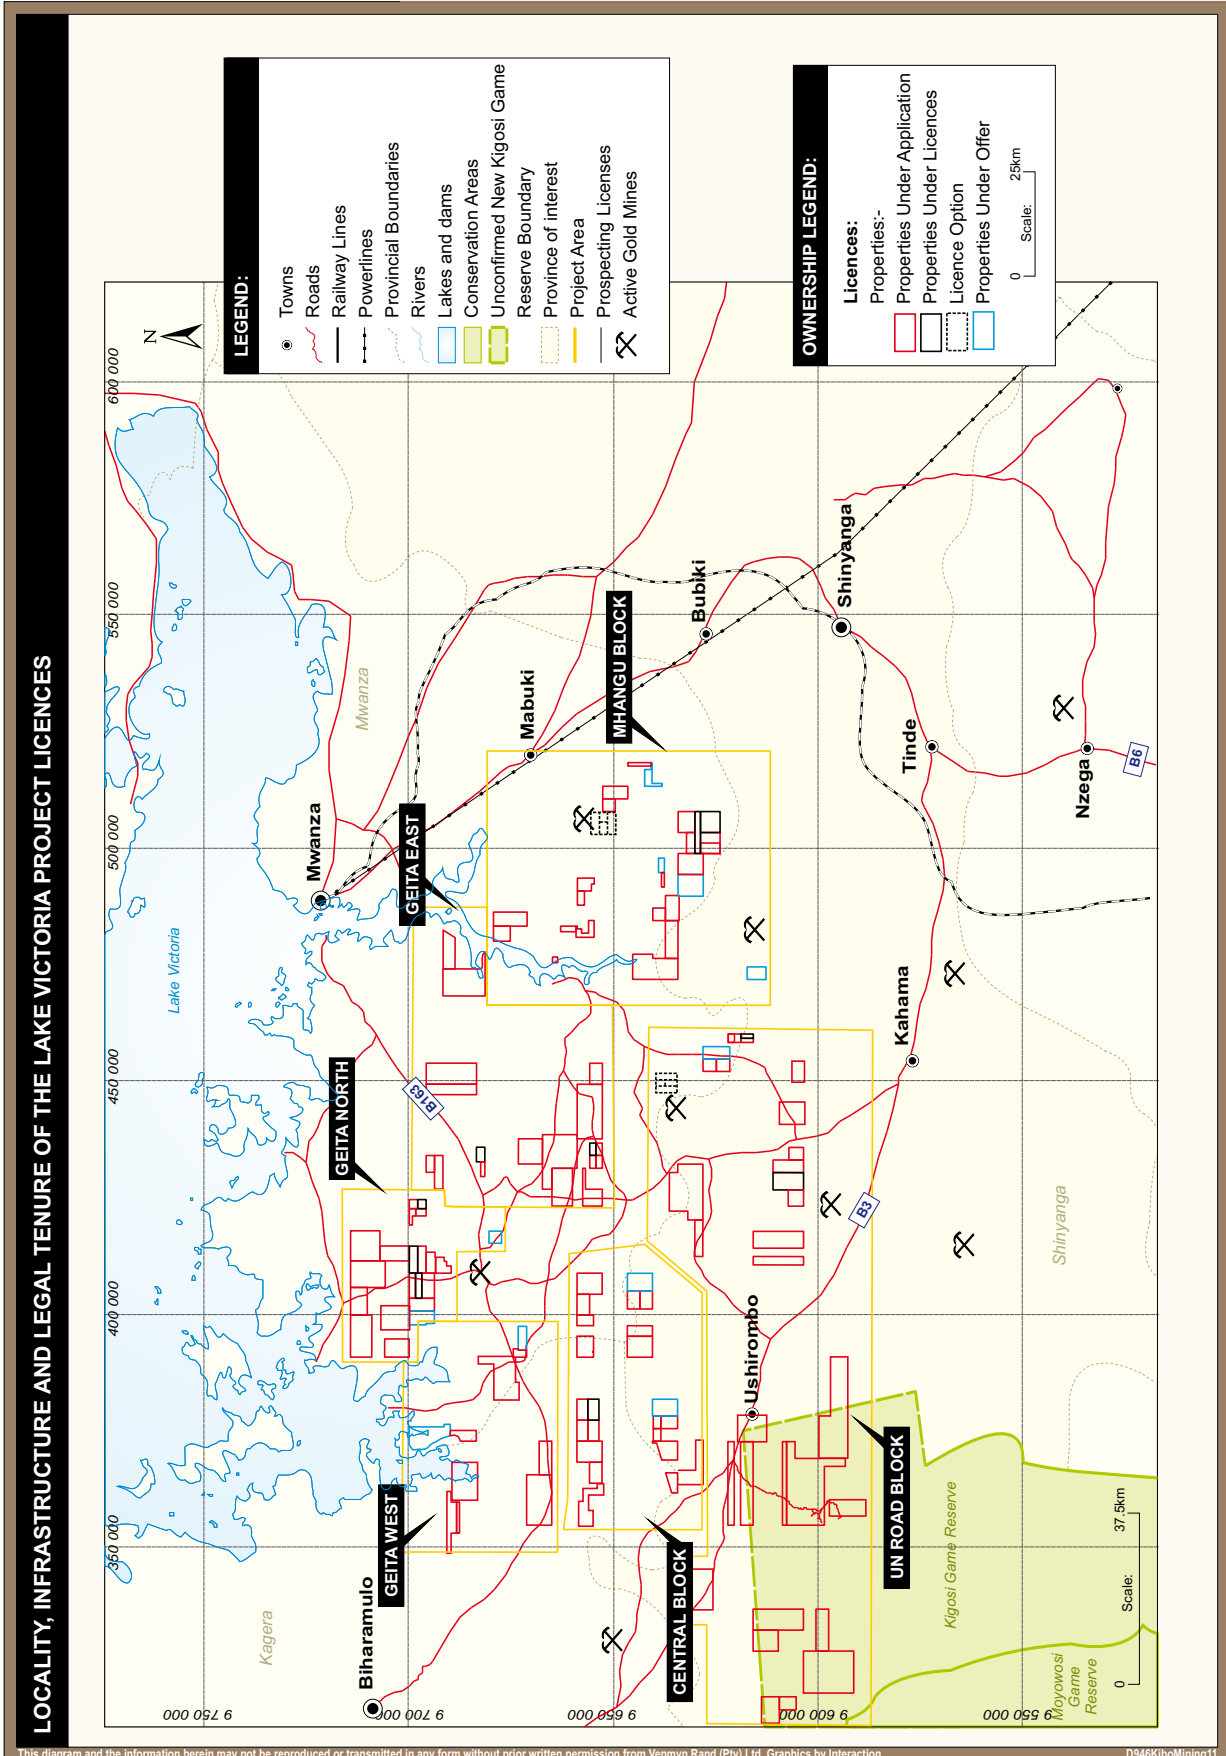 LOCALITY, INFRASTRUCTURE AND LEGAL TENURE OF THE LAKE VICTORIA PROJECT LICENCES
350 000
400 000
450 000
500 000
550 000
600 000
9 750 000
9 700 000
9 650 000
9 600 000
9 550 000
N
Lake Victoria
Kagera
Mwanza
Mwanza
Shinyanga
Biharamulo
GEITA WEST
GEITA NORTH
GEITA EAST
B163
Mabuki
MHANGU BLOCK
Bubiki
Shinyanga
CENTRAL BLOCK
Ushirombo
Kahama
Tinde
Nzega
B3
B6
UN ROAD BLOCK
Kigosi Game Reserve
Moyowosi
Game
Reserve
Scale:
0
37.5km
LEGEND:
Towns
Roads
Railway Lines
Powerlines
Provincial Boundaries
Rivers
Lakes and dams
Conservation Areas
Unconfirmed New Kigosi Game
Reserve Boundary
Province of interest
Project Area
Prospecting Licenses
Active Gold Mines
OWNERSHIP LEGEND:
Licences:
Properties:-
Properties Under Application
Properties Under Licences
Licence Option
Properties Under Offer
Scale:
0
25km
This diagram and the information herein may not be reproduced or transmitted in any form without prior written permission from Venmyn Rand (Pty) Ltd. Graphics by Interaction
D946KiboMining11